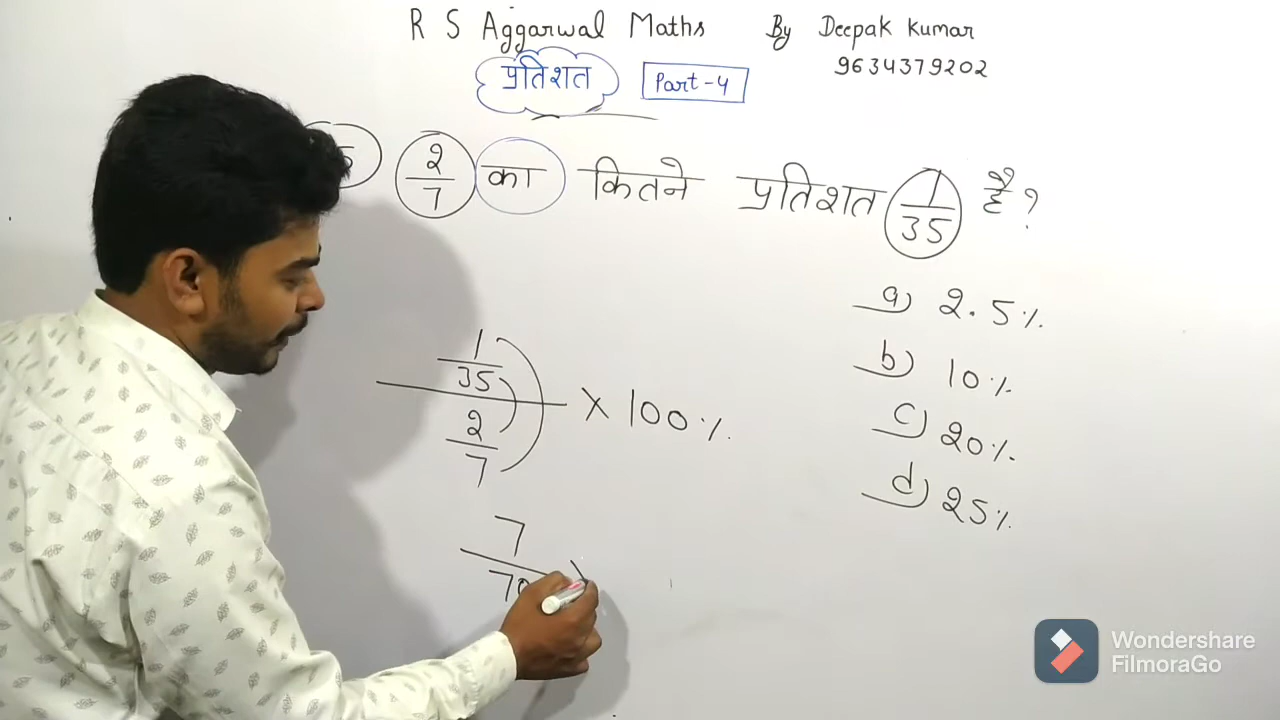 R S Aggarwal Maths By Deepak Kumar
9634379202
प्रतिशत Part-4
2/7 का कितने प्रतिशत 1/35 है?
a) 2.5%
b) 10%
c) 20%
d) 25%
1/35
2/7
× 100%
7
70
Wondershare
FilmoraGo